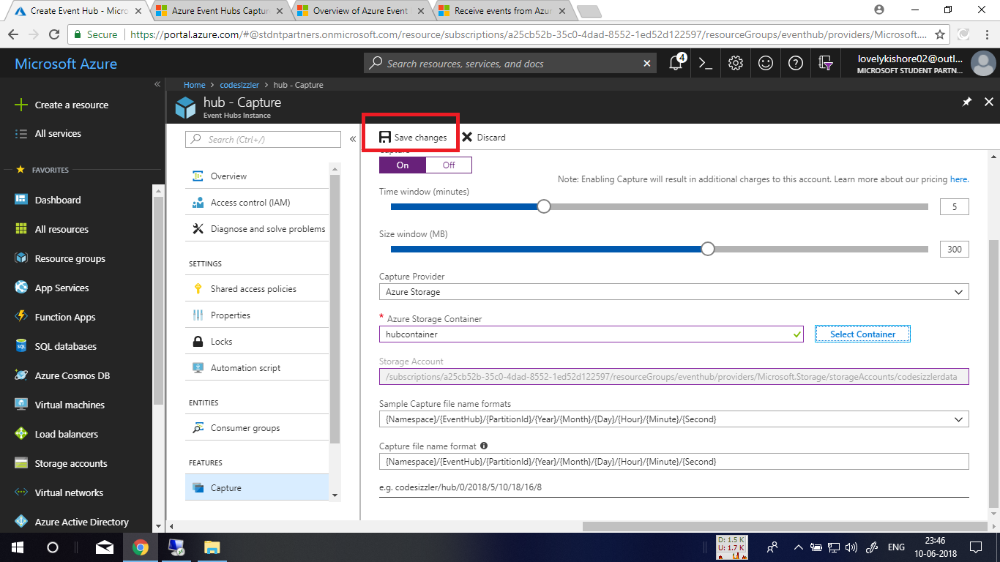 Create Event Hub - Micro
Azure Event Hubs Captur
Overview of Azure Event
Receive events from Azur
Secure
https://portal.azure.com/#@stdntpartners.onmicrosoft.com/resource/subscriptions/a25cb52b-35c0-4dad-8552-1ed52d122597/resourceGroups/eventhub/providers/Microsoft....
Microsoft Azure
Search resources, services, and docs
4
lovelykishore02@outl...
MICROSOFT STUDENT PARTN...
Home
codesizzler
hub - Capture
hub - Capture
Event Hubs Instance
Create a resource
All services
FAVORITES
Dashboard
All resources
Resource groups
App Services
Function Apps
SQL databases
Azure Cosmos DB
Virtual machines
Load balancers
Storage accounts
Virtual networks
Azure Active Directory
Search (Ctrl+/)
Overview
Access control (IAM)
Diagnose and solve problems
SETTINGS
Shared access policies
Properties
Locks
Automation script
ENTITIES
Consumer groups
FEATURES
Capture
Save changes
Discard
Capture
On
Off
Note: Enabling Capture will result in additional charges to this account. Learn more about our pricing here.
Time window (minutes)
5
Size window (MB)
300
Capture Provider
Azure Storage
* Azure Storage Container
hubcontainer
Select Container
Storage Account
/subscriptions/a25cb52b-35c0-4dad-8552-1ed52d122597/resourceGroups/eventhub/providers/Microsoft.Storage/storageAccounts/codesizzlerdata
Sample Capture file name formats
{Namespace}/{EventHub}/{PartitionId}/{Year}/{Month}/{Day}/{Hour}/{Minute}/{Second}
Capture file name format
{Namespace}/{EventHub}/{PartitionId}/{Year}/{Month}/{Day}/{Hour}/{Minute}/{Second}
e.g. codesizzler/hub/0/2018/5/10/18/16/8
D: 1.5 K
U: 1.7 K
ENG
23:46
10-06-2018